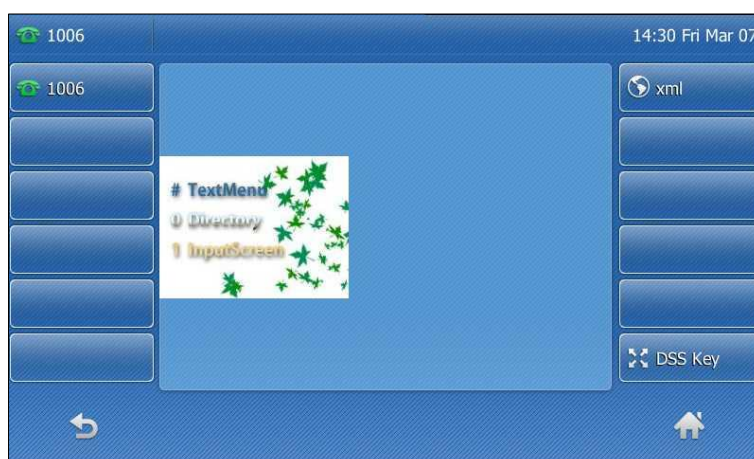 1006
14:30 Fri Mar 07
1006
xml
# TextMenu
0 Directory
1 InputScreen
DSS Key